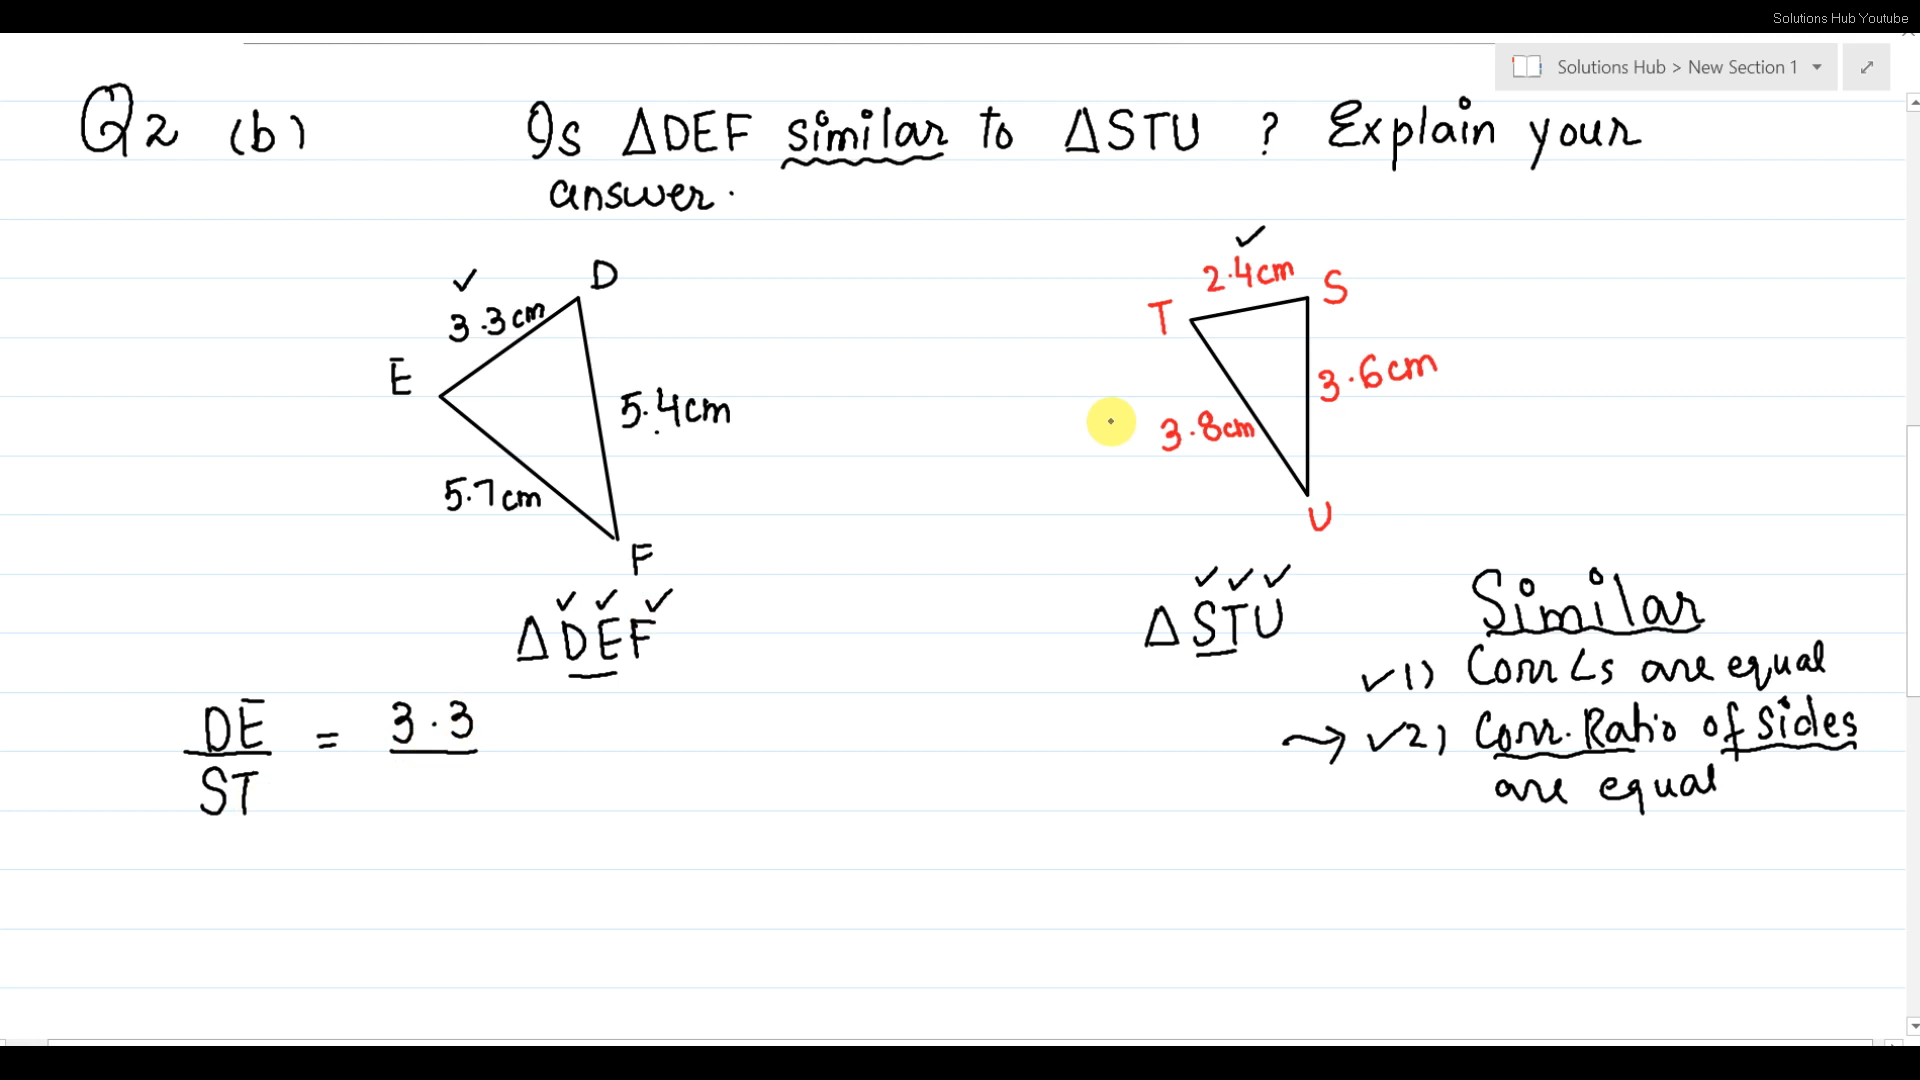 Solutions Hub Youtube
Solutions Hub > New Section 1
Q2 (b) Is ΔDEF similar to ΔSTU ? Explain your
answer.
D
3.3cm
E
5.4cm
5.7cm
F
ΔDEF
2.4cm
S
T
3.6cm
3.8cm
U
ΔSTU
Similar
1) Corr ∠s are equal
→ 2) Corr. Ratio of sides
are equal
DE/ST = 3.3